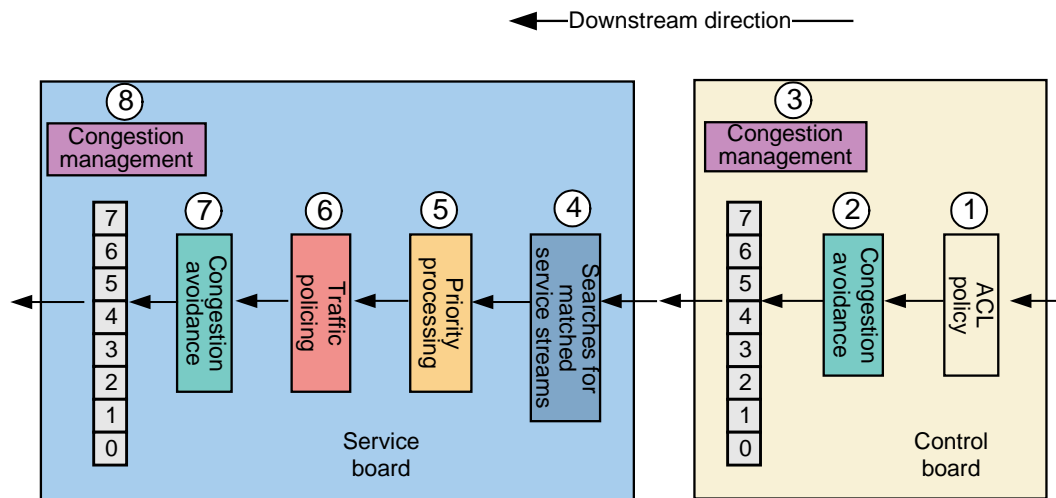 Downstream direction
8
Congestion
management
7
6
5
4
3
2
1
0
7
Congestion
avoidance
6
Traffic
policing
5
Priority
processing
4
Searches for
matched
service streams
Service
board
3
Congestion
management
7
6
5
4
3
2
1
0
2
Congestion
avoidance
1
ACL
policy
Control
board